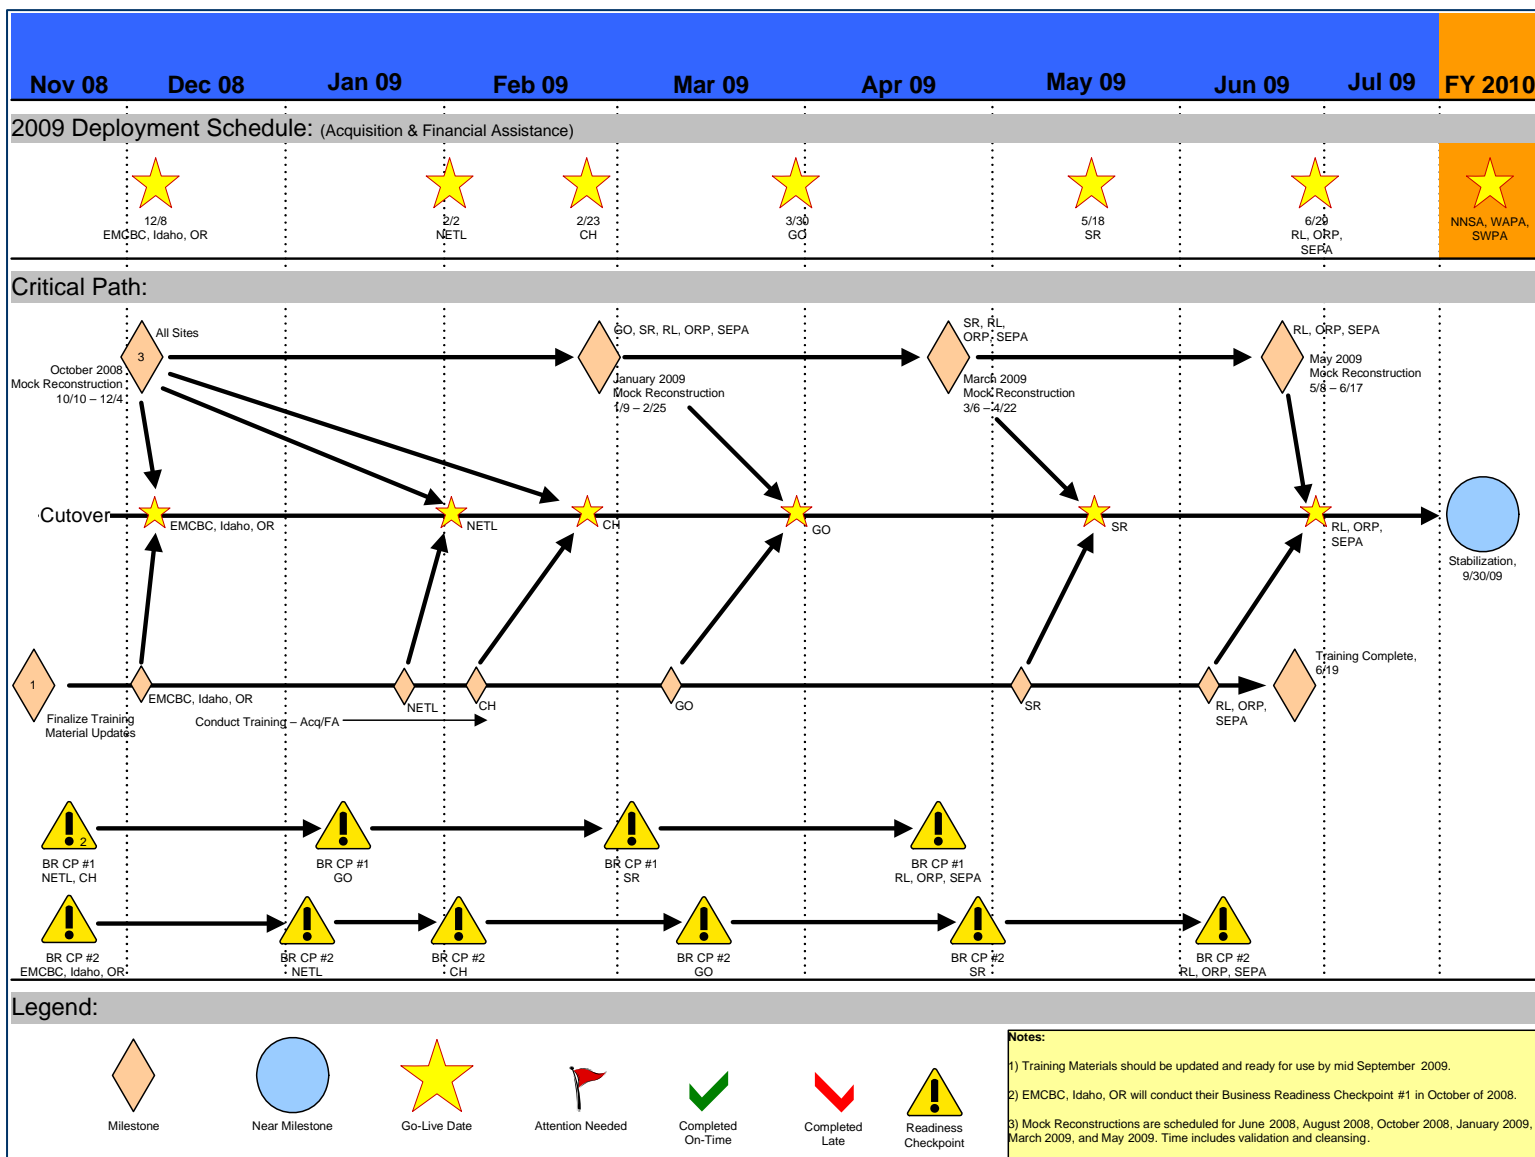 Nov 08 Dec 08 Jan 09 Feb 09 Mar 09 Apr 09 May 09 Jun 09 Jul 09 FY 2010
2009 Deployment Schedule: (Acquisition & Financial Assistance)
12/8
EMCBC, Idaho, OR
2/2
NETL
2/23
CH
3/30
GO
5/18
SR
6/29
RL, ORP,
SEPA
NNSA, WAPA,
SWPA
Critical Path:
3
All Sites
October 2008
Mock Reconstruction
10/10 – 12/4
GO, SR, RL, ORP, SEPA
January 2009
Mock Reconstruction
1/9 – 2/25
SR, RL,
ORP, SEPA
March 2009
Mock Reconstruction
3/6 – 4/22
RL, ORP, SEPA
May 2009
Mock Reconstruction
5/8 – 6/17
Cutover
EMCBC, Idaho, OR
NETL
CH
GO
SR
RL, ORP,
SEPA
Stabilization,
9/30/09
1
Finalize Training
Material Updates
EMCBC, Idaho, OR
Conduct Training – Acq/FA
NETL
CH
GO
SR
RL, ORP,
SEPA
Training Complete,
6/19
2
BR CP #1
NETL, CH
BR CP #1
GO
BR CP #1
SR
BR CP #1
RL, ORP, SEPA
BR CP #2
EMCBC, Idaho, OR
BR CP #2
NETL
BR CP #2
CH
BR CP #2
GO
BR CP #2
SR
BR CP #2
RL, ORP, SEPA
Legend:
Milestone
Near Milestone
Go-Live Date
Attention Needed
Completed
On-Time
Completed
Late
Readiness
Checkpoint
Notes:
1) Training Materials should be updated and ready for use by mid September 2009.
2) EMCBC, Idaho, OR will conduct their Business Readiness Checkpoint #1 in October of 2008.
3) Mock Reconstructions are scheduled for June 2008, August 2008, October 2008, January 2009,
March 2009, and May 2009. Time includes validation and cleansing.